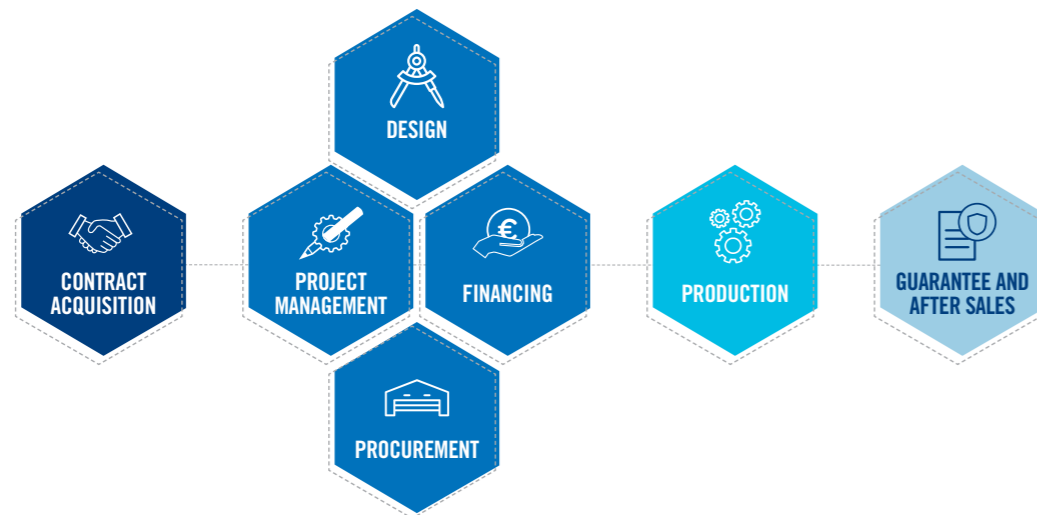 DESIGN
CONTRACT
ACQUISITION
PROJECT
MANAGEMENT
€
FINANCING
PRODUCTION
GUARANTEE AND
AFTER SALES
PROCUREMENT